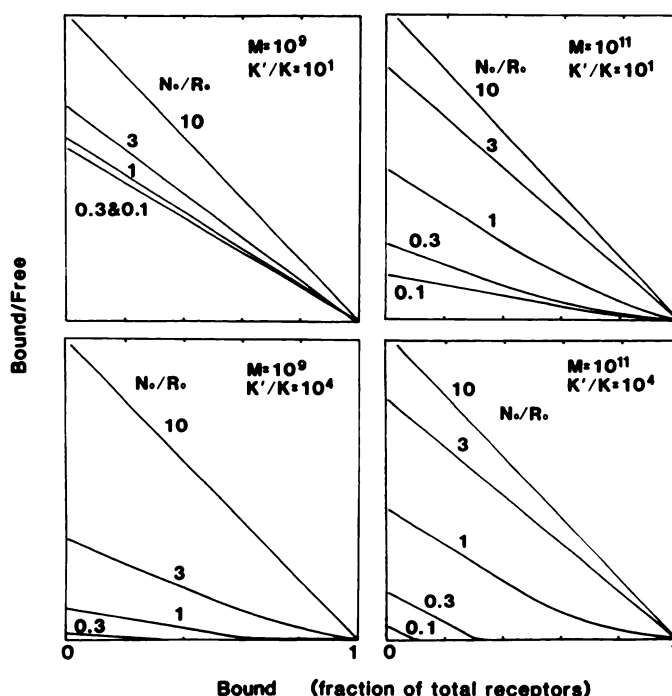 M=10⁹
K'/K=10¹
N₀/R₀
10
3
1
0.3&0.1
M=10¹¹
K'/K=10¹
N₀/R₀
10
3
1
0.3
0.1
Bound/Free
M=10⁹
K'/K=10⁴
N₀/R₀
10
3
1
0.3
0
1
M=10¹¹
K'/K=10⁴
10
N₀/R₀
3
1
0.3
0.1
0
1
Bound (fraction of total receptors)